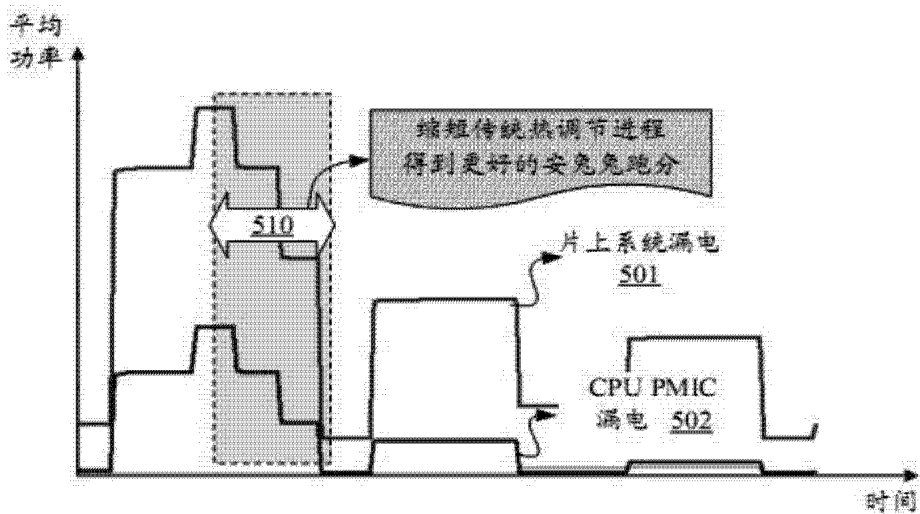 平均
功率
缩短传统热调节进程
得到更好的安兔兔跑分
510
片上系统漏电
501
CPU PMIC
漏电 502
时间